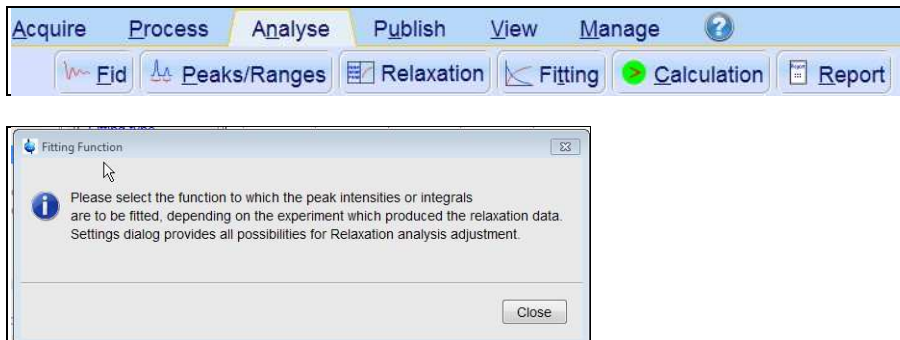 Acquire Process Analyse Publish View Manage ?
Fid Peaks/Ranges Relaxation Fitting Calculation Report
Fitting Function
Please select the function to which the peak intensities or integrals
are to be fitted, depending on the experiment which produced the relaxation data.
Settings dialog provides all possibilities for Relaxation analysis adjustment.
Close